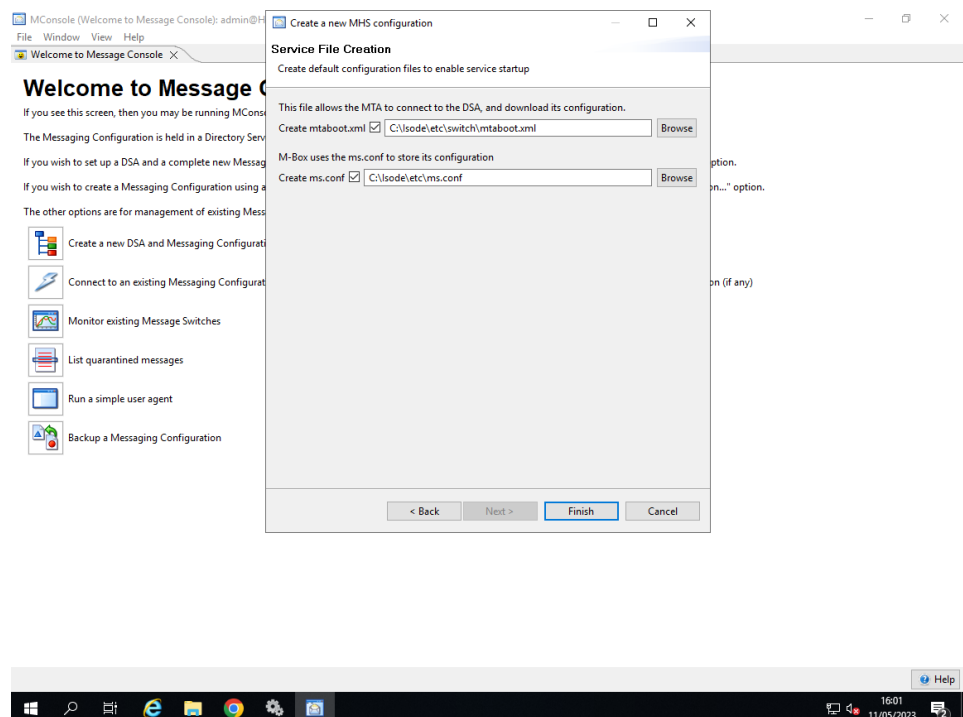 MConsole (Welcome to Message Console): admin@H
File Window View Help
Welcome to Message Console
Welcome to Message
If you see this screen, then you may be running MConse
The Messaging Configuration is held in a Directory Serv
If you wish to set up a DSA and a complete new Messag
ption.
If you wish to create a Messaging Configuration using a
on..." option.
The other options are for management of existing Mess
Create a new DSA and Messaging Configurati
Connect to an existing Messaging Configurat
on (if any)
Monitor existing Message Switches
List quarantined messages
Run a simple user agent
Backup a Messaging Configuration
Create a new MHS configuration
Service File Creation
Create default configuration files to enable service startup
This file allows the MTA to connect to the DSA, and download its configuration.
Create mtaboot.xml C:\Isode\etc\switch\mtaboot.xml Browse
M-Box uses the ms.conf to store its configuration
Create ms.conf C:\Isode\etc\ms.conf Browse
< Back Next > Finish Cancel
Help
16:01
11/05/2023
2